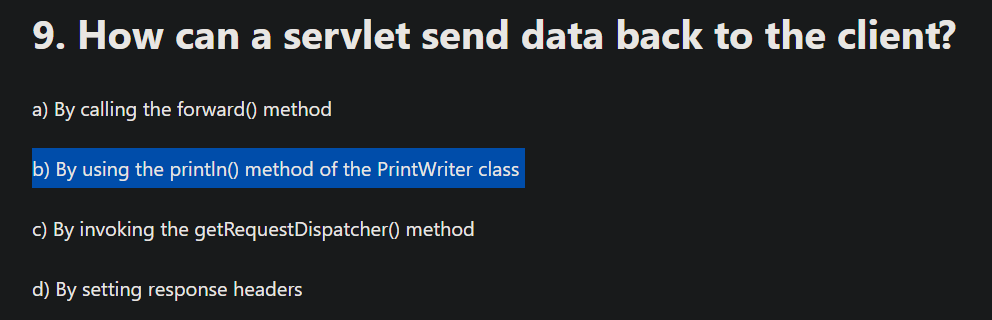 9. How can a servlet send data back to the client?
a) By calling the forward() method
b) By using the println() method of the PrintWriter class
c) By invoking the getRequestDispatcher() method
d) By setting response headers